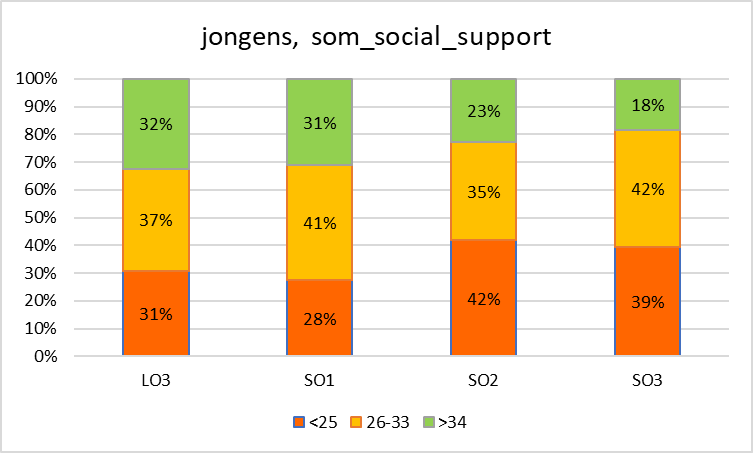 jongens, som_social_support
100%
90%
80%
70%
60%
50%
40%
30%
20%
10%
0%
32% 31% 23% 18%
37% 41% 35% 42%
31% 28% 42% 39%
LO3 SO1 SO2 SO3
<25 26-33 >34